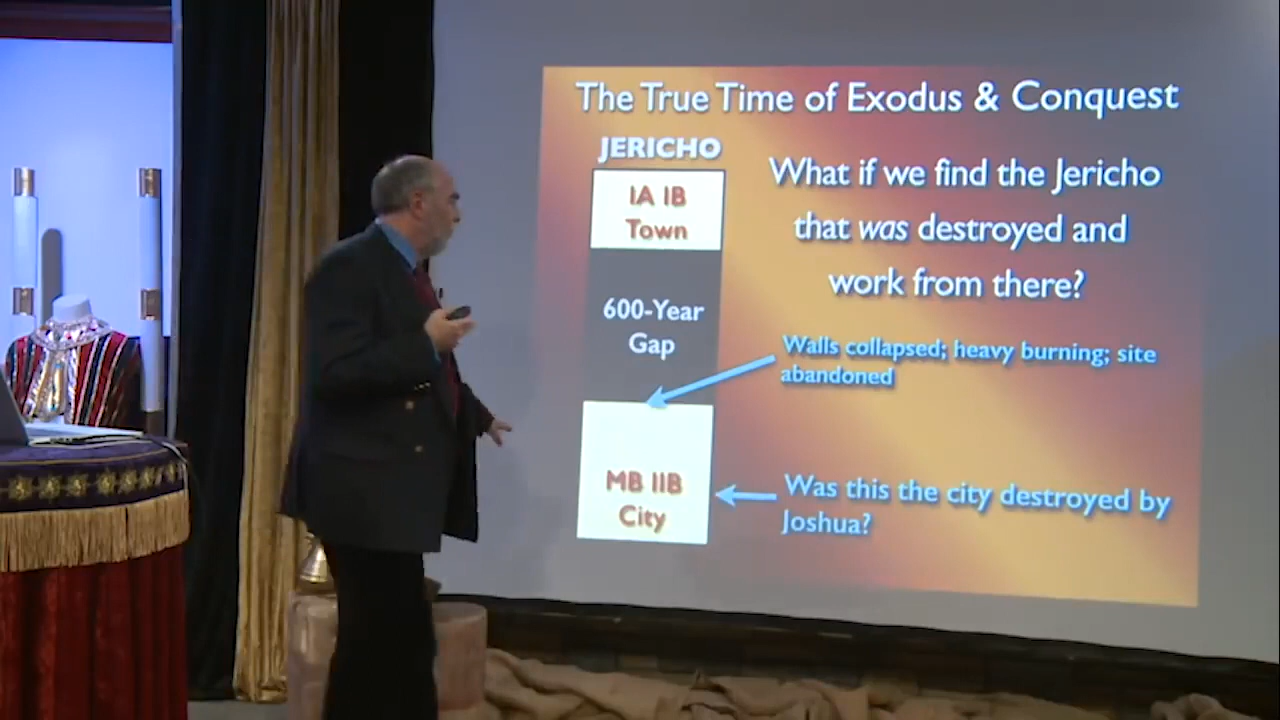 The True Time of Exodus & Conquest
JERICHO
IA IB
Town
600-Year
Gap
MB IIB
City
What if we find the Jericho
that was destroyed and
work from there?
Walls collapsed; heavy burning; site
abandoned
Was this the city destroyed by
Joshua?